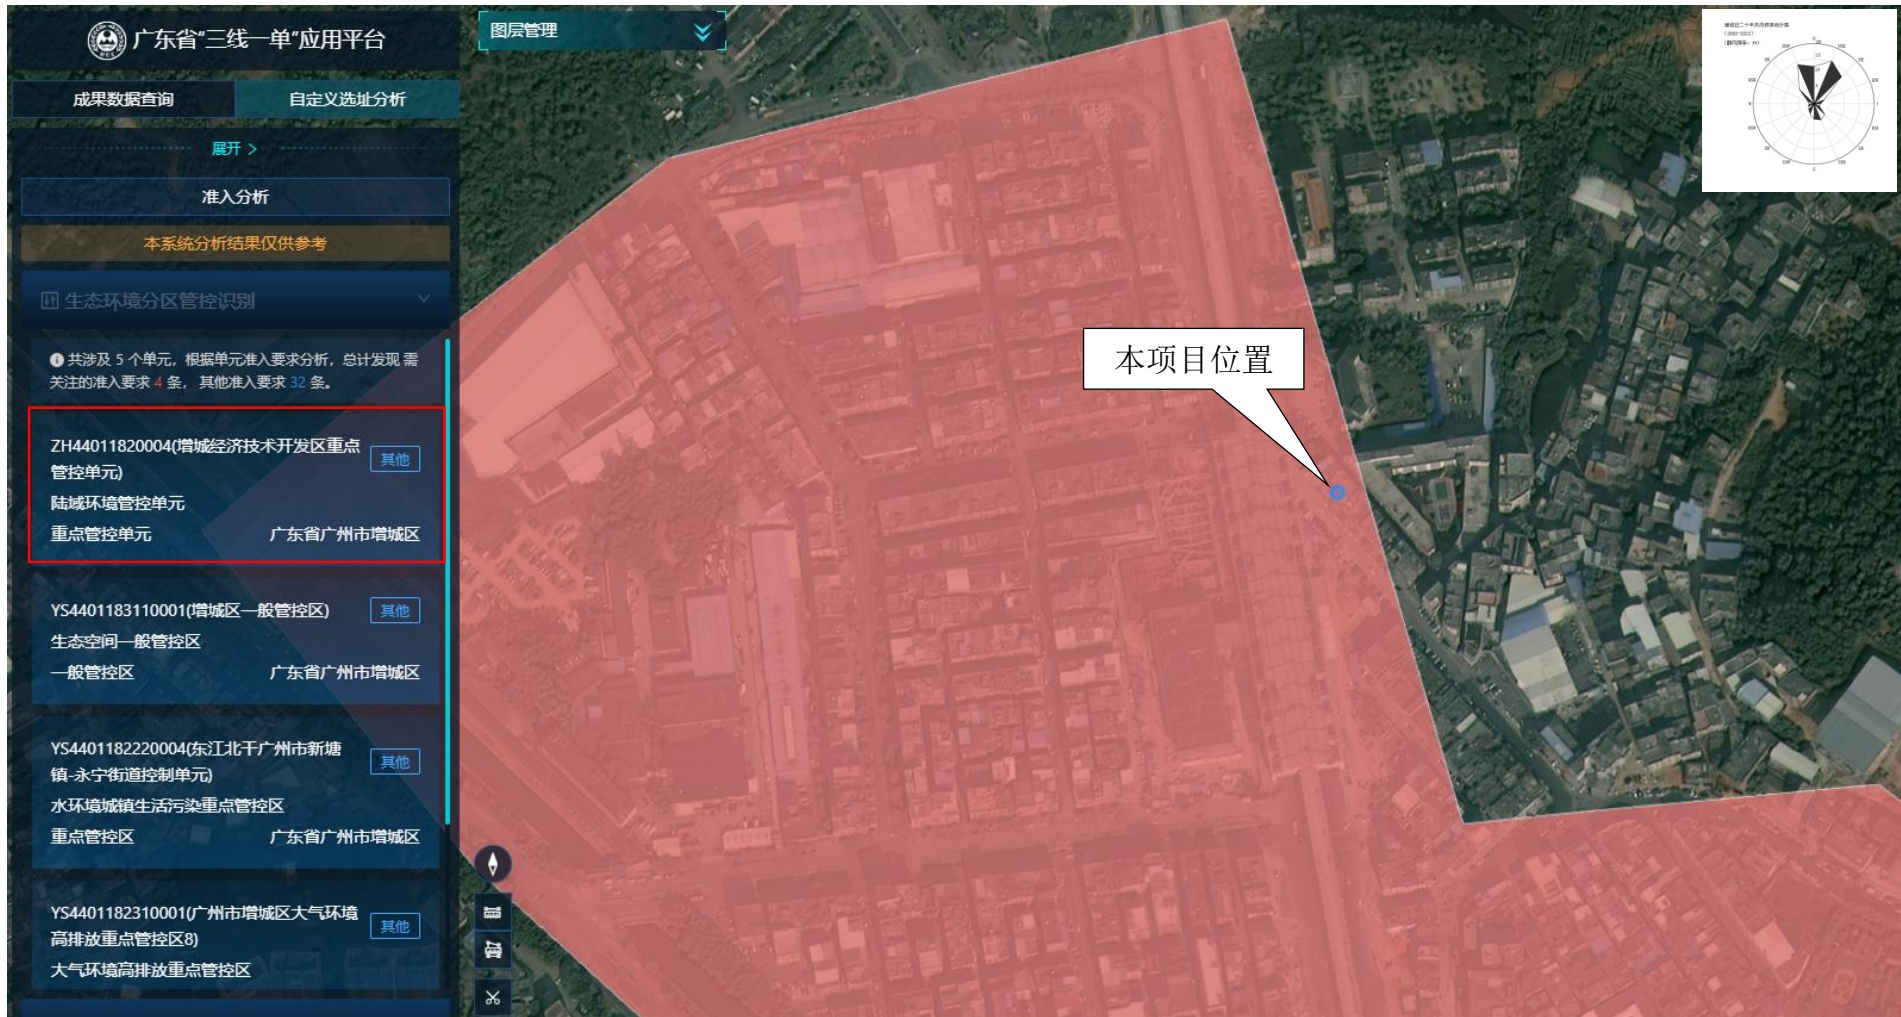 广东省“三线一单”应用平台
成果数据查询
自定义选址分析
展开 >
准入分析
本系统分析结果仅供参考
生态环境分区管控识别
共涉及 5 个单元，根据单元准入要求分析，总计发现 需
关注的准入要求 4 条， 其他准入要求 32 条。
ZH44011820004(增城经济技术开发区重点
管控单元)
其他
陆域环境管控单元
重点管控单元
广东省广州市增城区
YS4401183110001(增城区一般管控区)
其他
生态空间一般管控区
一般管控区
广东省广州市增城区
YS4401182220004(东江北干广州市新塘
镇-永宁街道控制单元)
其他
水环境城镇生活污染重点管控区
重点管控区
广东省广州市增城区
YS4401182310001(广州市增城区大气环境
高排放重点管控区8)
其他
大气环境高排放重点管控区
图层管理
本项目位置
(2003-2022)